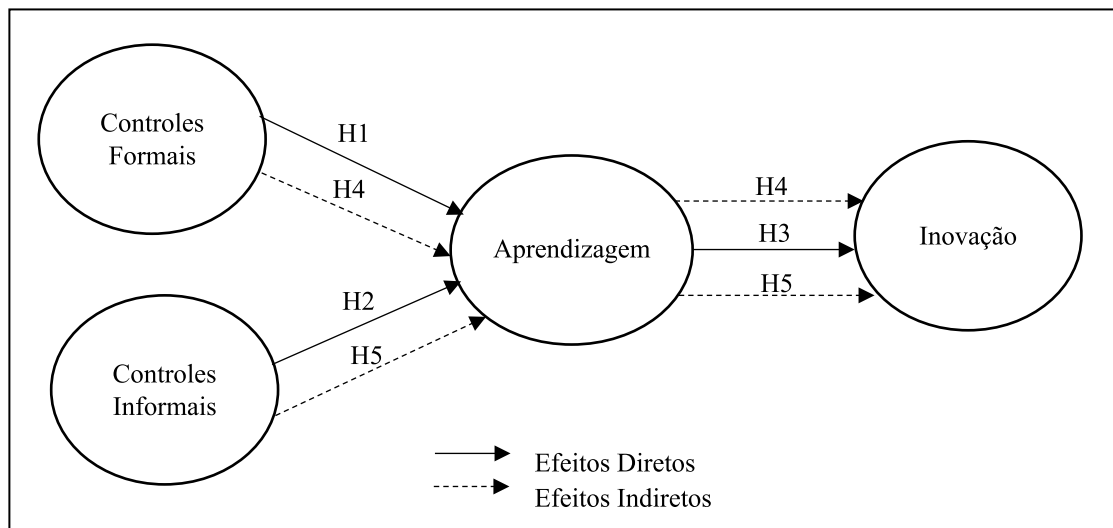 Controles
Formais
H1
H4
H2
H5
Controles
Informais
Aprendizagem
H4
H3
H5
Inovação
Efeitos Diretos
Efeitos Indiretos